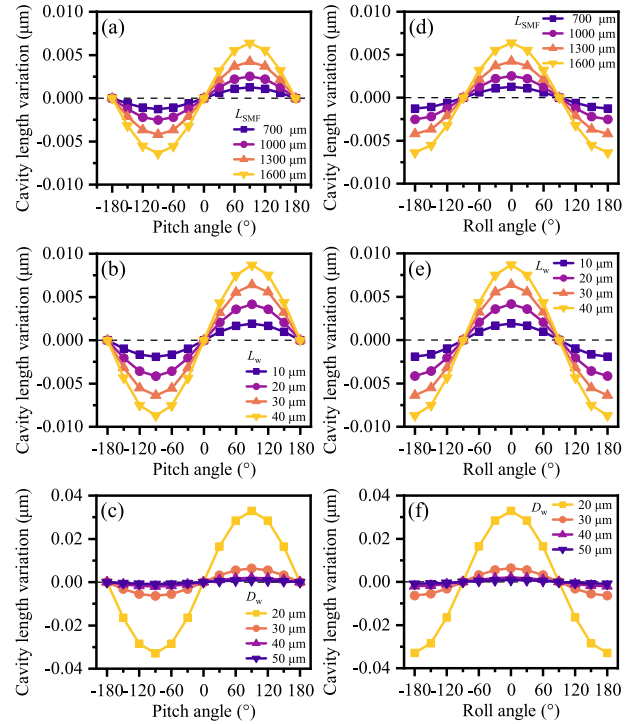 (a)
Cavity length variation (μm)
0.010
0.005
0.000
-0.005
-0.010
L_SMF
700 μm
1000 μm
1300 μm
1600 μm
-180 -120 -60 0 60 120 180
Pitch angle (°)
(d)
Cavity length variation (μm)
0.010
0.005
0.000
-0.005
-0.010
L_SMF
700 μm
1000 μm
1300 μm
1600 μm
-180 -120 -60 0 60 120 180
Roll angle (°)
(b)
Cavity length variation (μm)
0.010
0.005
0.000
-0.005
-0.010
L_w
10 μm
20 μm
30 μm
40 μm
-180 -120 -60 0 60 120 180
Pitch angle (°)
(e)
Cavity length variation (μm)
0.010
0.005
0.000
-0.005
-0.010
L_w
10 μm
20 μm
30 μm
40 μm
-180 -120 -60 0 60 120 180
Roll angle (°)
(c)
Cavity length variation (μm)
0.04
0.02
0.00
-0.02
-0.04
D_w
20 μm
30 μm
40 μm
50 μm
-180 -120 -60 0 60 120 180
Pitch angle (°)
(f)
Cavity length variation (μm)
0.04
0.02
0.00
-0.02
-0.04
D_w
20 μm
30 μm
40 μm
50 μm
-180 -120 -60 0 60 120 180
Roll angle (°)